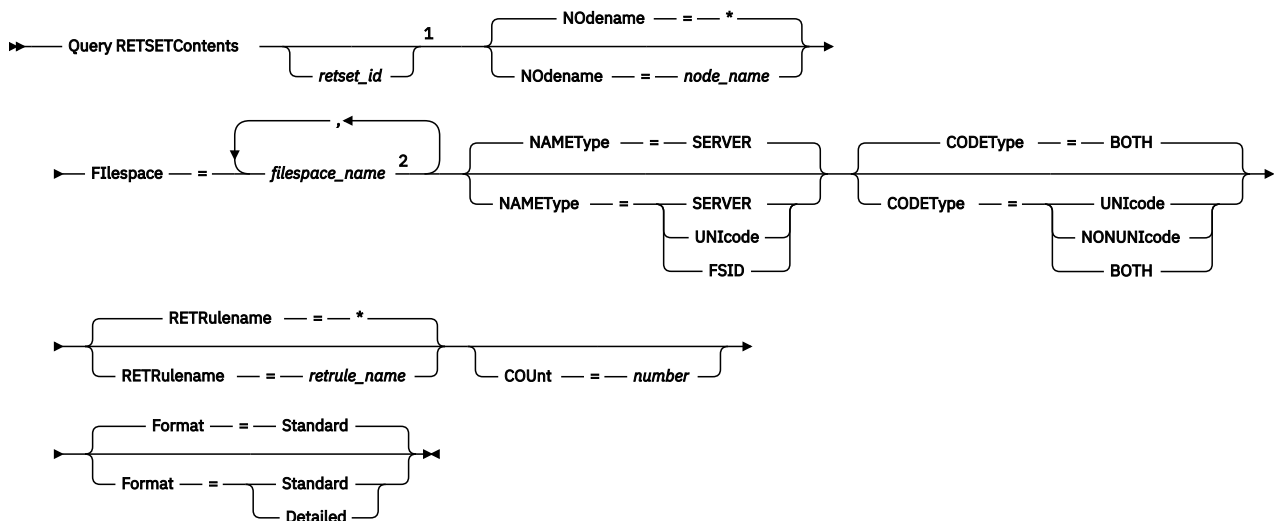 NOdename = *
Query RETSETContents retset_id 1 NOdename = node_name
,
FIlespace = filespace_name 2
NAMEType = SERVER
NAMEType = SERVER
UNIcode
FSID
CODEType = BOTH
CODEType = UNIcode
NONUNIcode
BOTH
RETRulename = *
RETRulename = retrule_name
COUnt = number
Format = Standard
Format = Standard
Detailed